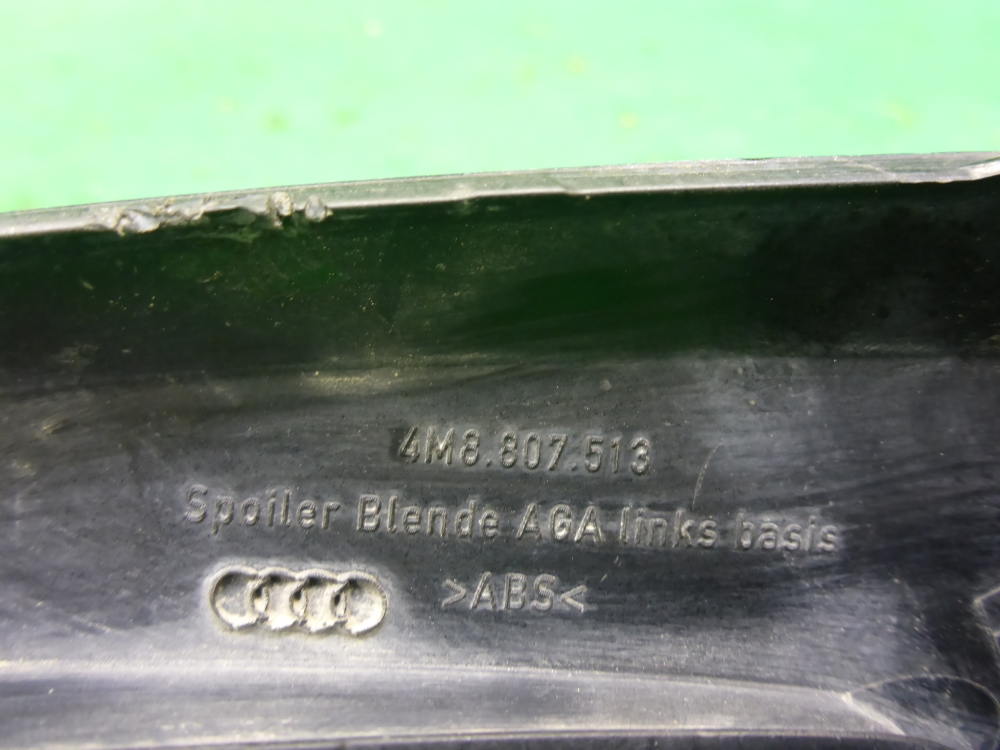 4M8.807.513
Spoiler Blende AGA links basis
>ABS<